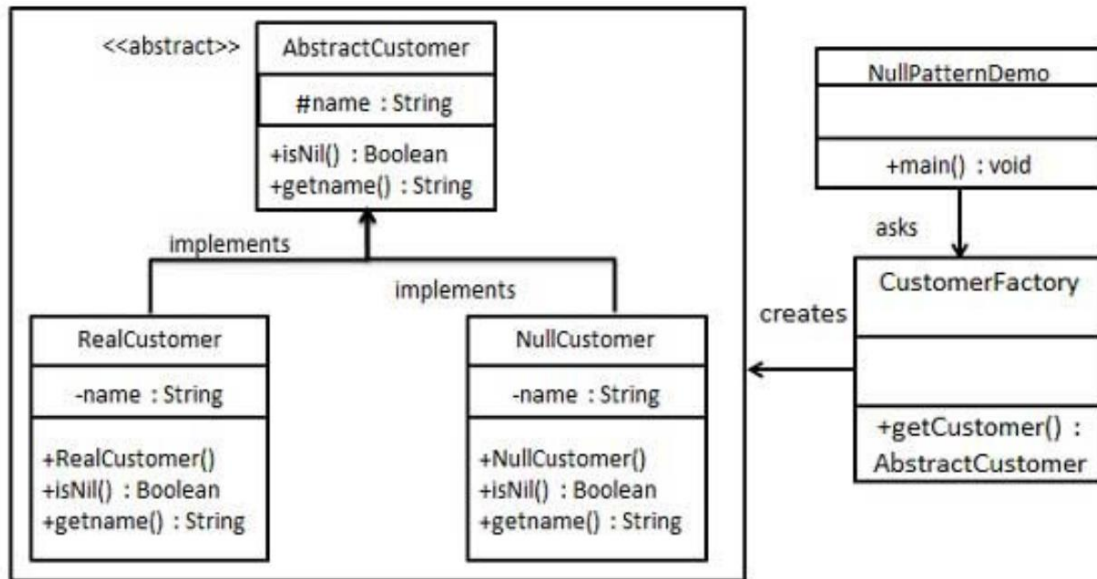 <<abstract>>
AbstractCustomer
#name : String
+isNil() : Boolean
+getname() : String
implements
implements
RealCustomer
-name : String
+RealCustomer()
+isNil() : Boolean
+getname() : String
NullCustomer
-name : String
+NullCustomer()
+isNil() : Boolean
+getname() : String
NullPatternDemo
+main() : void
asks
CustomerFactory
creates
+getCustomer() :
AbstractCustomer